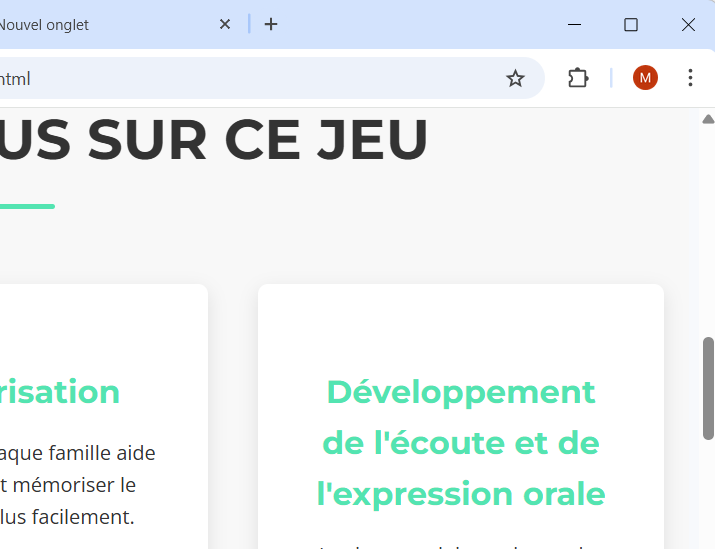 Nouvel onglet
html
M
US SUR CE JEU
risation
aque famille aide
t mémoriser le
lus facilement.
Développement
de l'écoute et de
l'expression orale